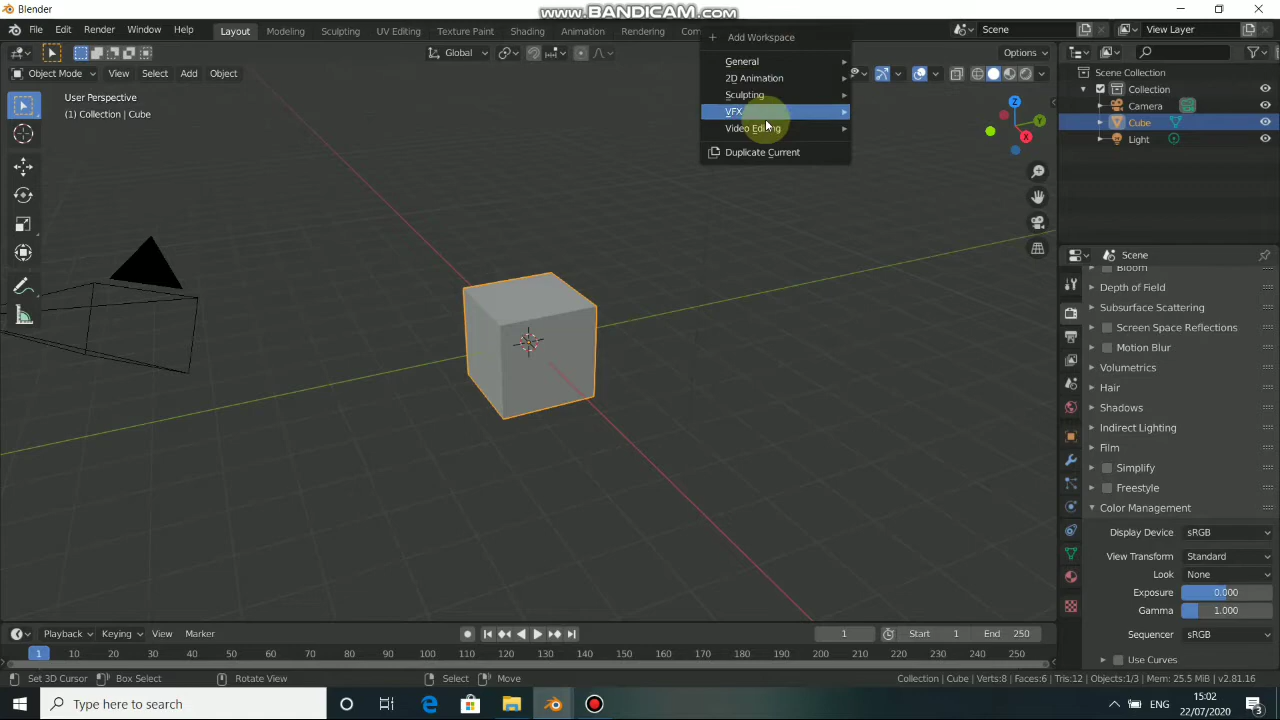 Blender
www.BANDICAM.com
File Edit Render Window Help Layout Modeling Sculpting UV Editing Texture Paint Shading Animation Rendering Com
Scene View Layer
Global Options
Object Mode View Select Add Object
User Perspective
(1) Collection | Cube
Add Workspace
General
2D Animation
Sculpting
VFX
Video Editing
Duplicate Current
Z
Y
X
Scene Collection
Collection
Camera
Cube
Light
Scene
Bloom
Depth of Field
Subsurface Scattering
Screen Space Reflections
Motion Blur
Volumetrics
Hair
Shadows
Indirect Lighting
Film
Simplify
Freestyle
Color Management
Display Device sRGB
View Transform Standard
Look None
Exposure 0.000
Gamma 1.000
Sequencer sRGB
Use Curves
Playback Keying View Marker 1 Start 1 End 250
1 10 20 30 40 50 60 70 80 90 100 110 120 130 140 150 160 170 180 190 200 210 220 230 240 250
Set 3D Cursor Box Select Rotate View Select Move Collection | Cube | Verts:8 | Faces:6 | Tris:12 | Objects:1/3 | Mem: 25.5 MiB | v2.81.16
Type here to search
ENG
15:02
22/07/2020
3